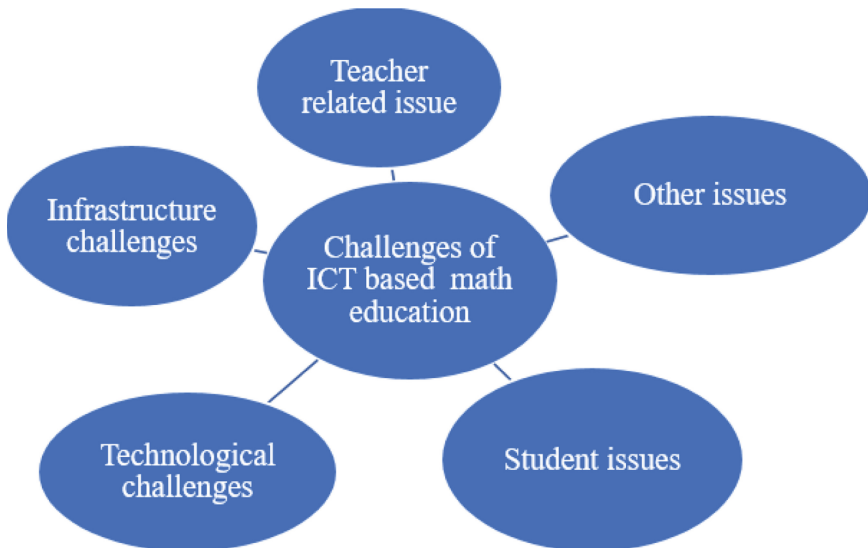 Teacher
related issue
Other issues
Infrastructure
challenges
Challenges of
ICT based  math
education
Technological
challenges
Student issues